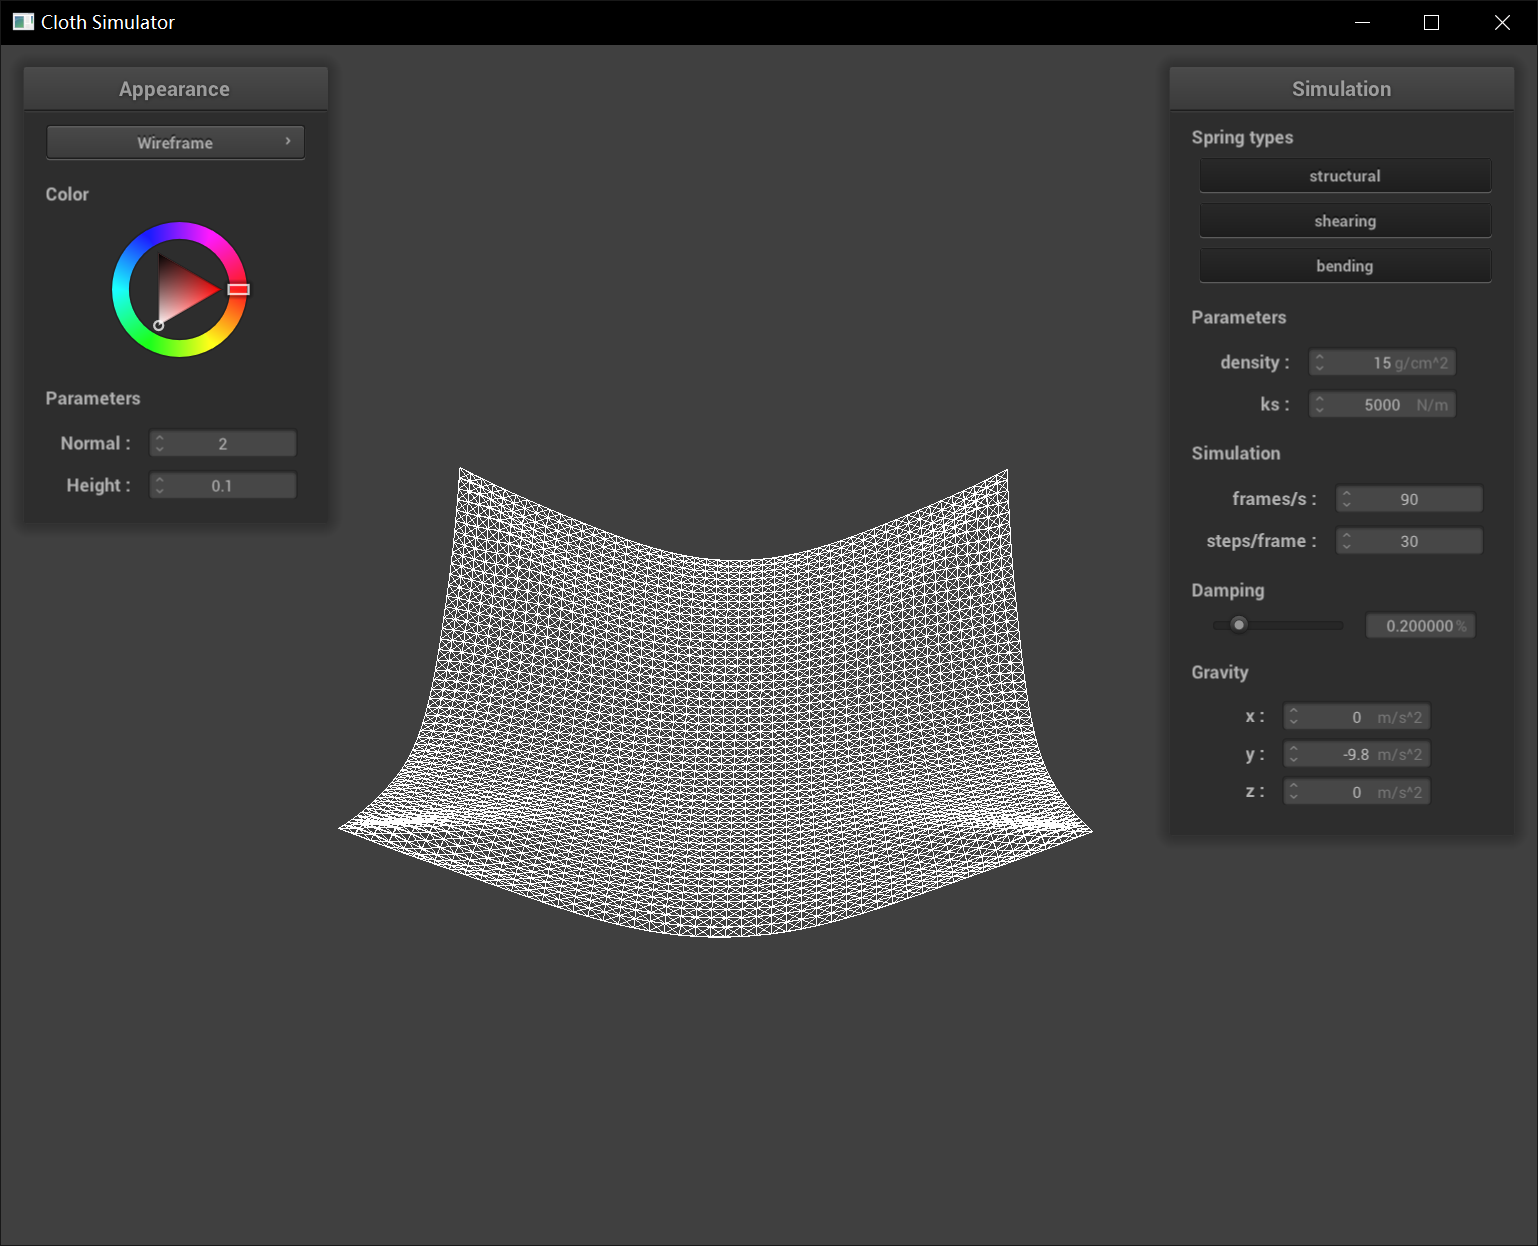 Cloth Simulator
Appearance
Wireframe
Color
Parameters
Normal : 2
Height : 0.1
Simulation
Spring types
structural
shearing
bending
Parameters
density : 15 g/cm^2
ks : 5000 N/m
Simulation
frames/s : 90
steps/frame : 30
Damping
0.200000 %
Gravity
x : 0 m/s^2
y : -9.8 m/s^2
z : 0 m/s^2